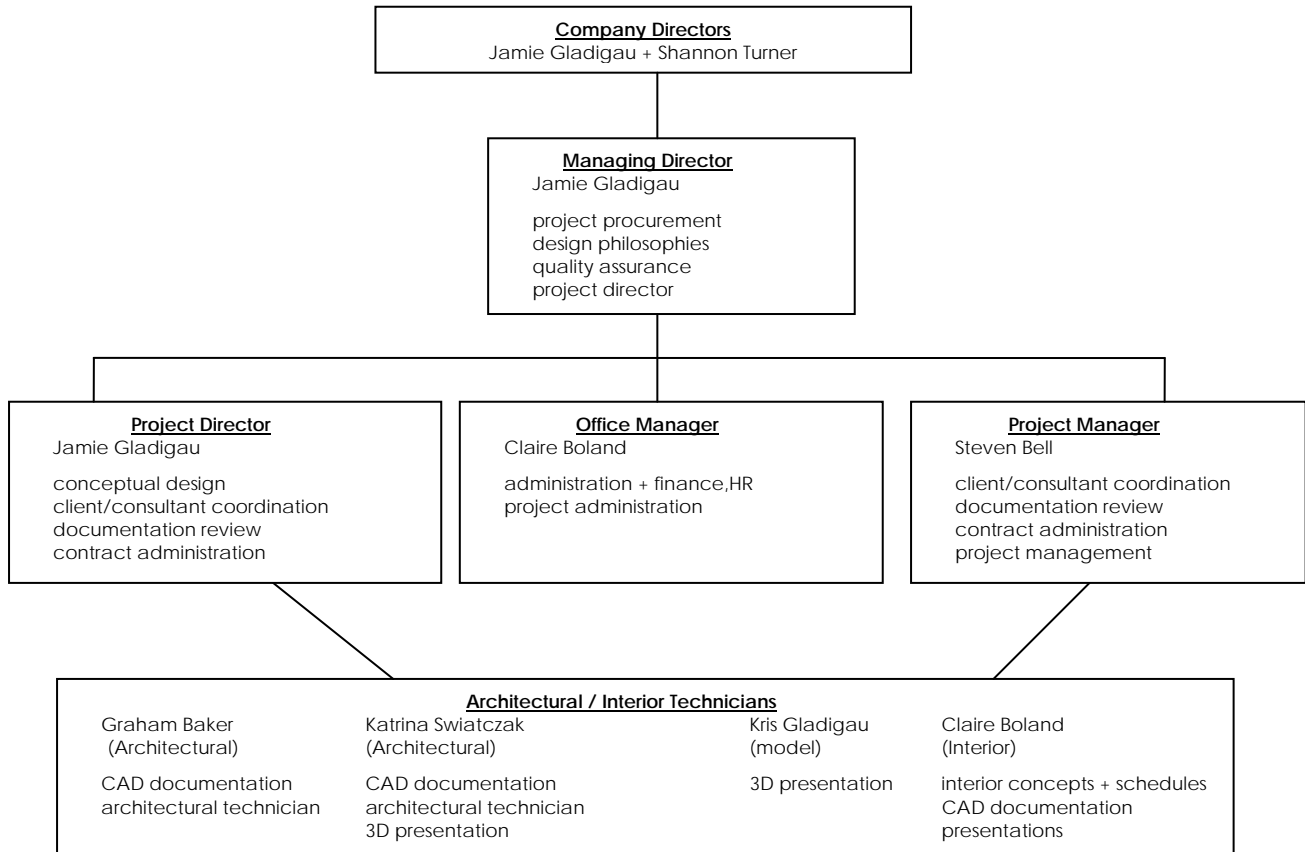 Company Directors
Jamie Gladigau + Shannon Turner
Managing Director
Jamie Gladigau
project procurement
design philosophies
quality assurance
project director
Project Director
Jamie Gladigau
conceptual design
client/consultant coordination
documentation review
contract administration
Office Manager
Claire Boland
administration + finance,HR
project administration
Project Manager
Steven Bell
client/consultant coordination
documentation review
contract administration
project management
Architectural / Interior Technicians
Graham Baker
(Architectural)
CAD documentation
architectural technician
Katrina Swiatczak
(Architectural)
CAD documentation
architectural technician
3D presentation
Kris Gladigau
(model)
3D presentation
Claire Boland
(Interior)
interior concepts + schedules
CAD documentation
presentations